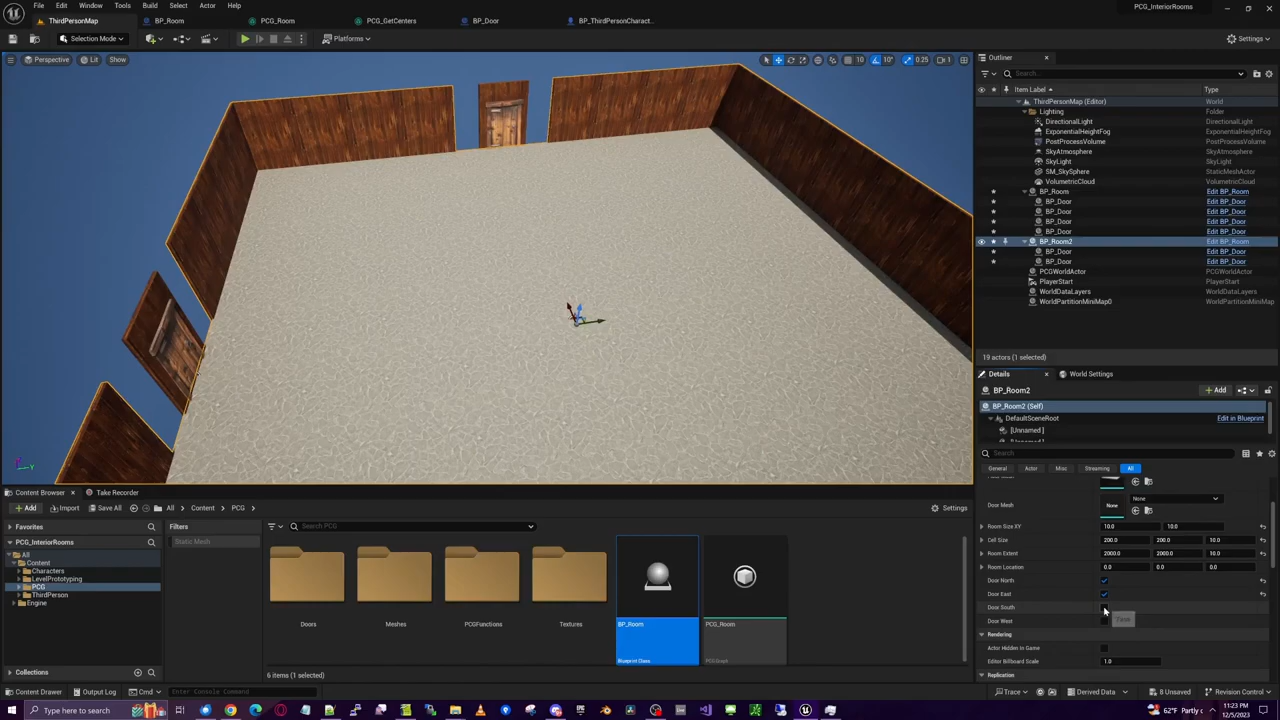 File Edit Window Tools Build Select Actor Help
PCG_InteriorRooms
ThirdPersonMap BP_Room PCG_Room PCG_GetCenters BP_Door BP_ThirdPersonCharact...
Selection Mode Platforms Settings
Perspective Lit Show 10 10° 0.25 1
Outliner
Search...
Item Label Type
ThirdPersonMap (Editor) World
Lighting Folder
DirectionalLight DirectionalLight
ExponentialHeightFog ExponentialHeightFog
PostProcessVolume PostProcessVolume
SkyAtmosphere SkyAtmosphere
SkyLight SkyLight
SM_SkySphere StaticMeshActor
VolumetricCloud VolumetricCloud
BP_Room Edit BP_Room
BP_Door Edit BP_Door
BP_Door Edit BP_Door
BP_Door Edit BP_Door
BP_Door Edit BP_Door
BP_Room2 Edit BP_Room
BP_Door Edit BP_Door
BP_Door Edit BP_Door
PCGWorldActor PCGWorldActor
PlayerStart PlayerStart
WorldDataLayers WorldDataLayers
WorldPartitionMiniMap0 WorldPartitionMiniMap
19 actors (1 selected)
Details World Settings
BP_Room2 Add
BP_Room2 (Self)
DefaultSceneRoot Edit in Blueprint
[Unnamed ]
Search
General Actor Misc Streaming All
Door Mesh None None
Room Size XY 10.0 10.0
Cell Size 200.0 200.0 10.0
Room Extent 2000.0 2000.0 10.0
Room Location 0.0 0.0 0.0
Door North
Door East
Door South
Door West
Rendering
Actor Hidden In Game
Editor Billboard Scale 1.0
Replication
Y
Content Browser Take Recorder
Add Import Save All All Content PCG Settings
Favorites Filters Search PCG
PCG_InteriorRooms Static Mesh
All
Content
Characters
LevelPrototyping
PCG
ThirdPerson
Engine
Doors Meshes PCGFunctions Textures BP_Room PCG_Room
Blueprint Class PCGGraph
Collections 6 items (1 selected)
Content Drawer Output Log Cmd Enter Console Command Trace Derived Data 8 Unsaved Revision Control
Type here to search 62°F Partly c 11:23 PM
12/5/2023